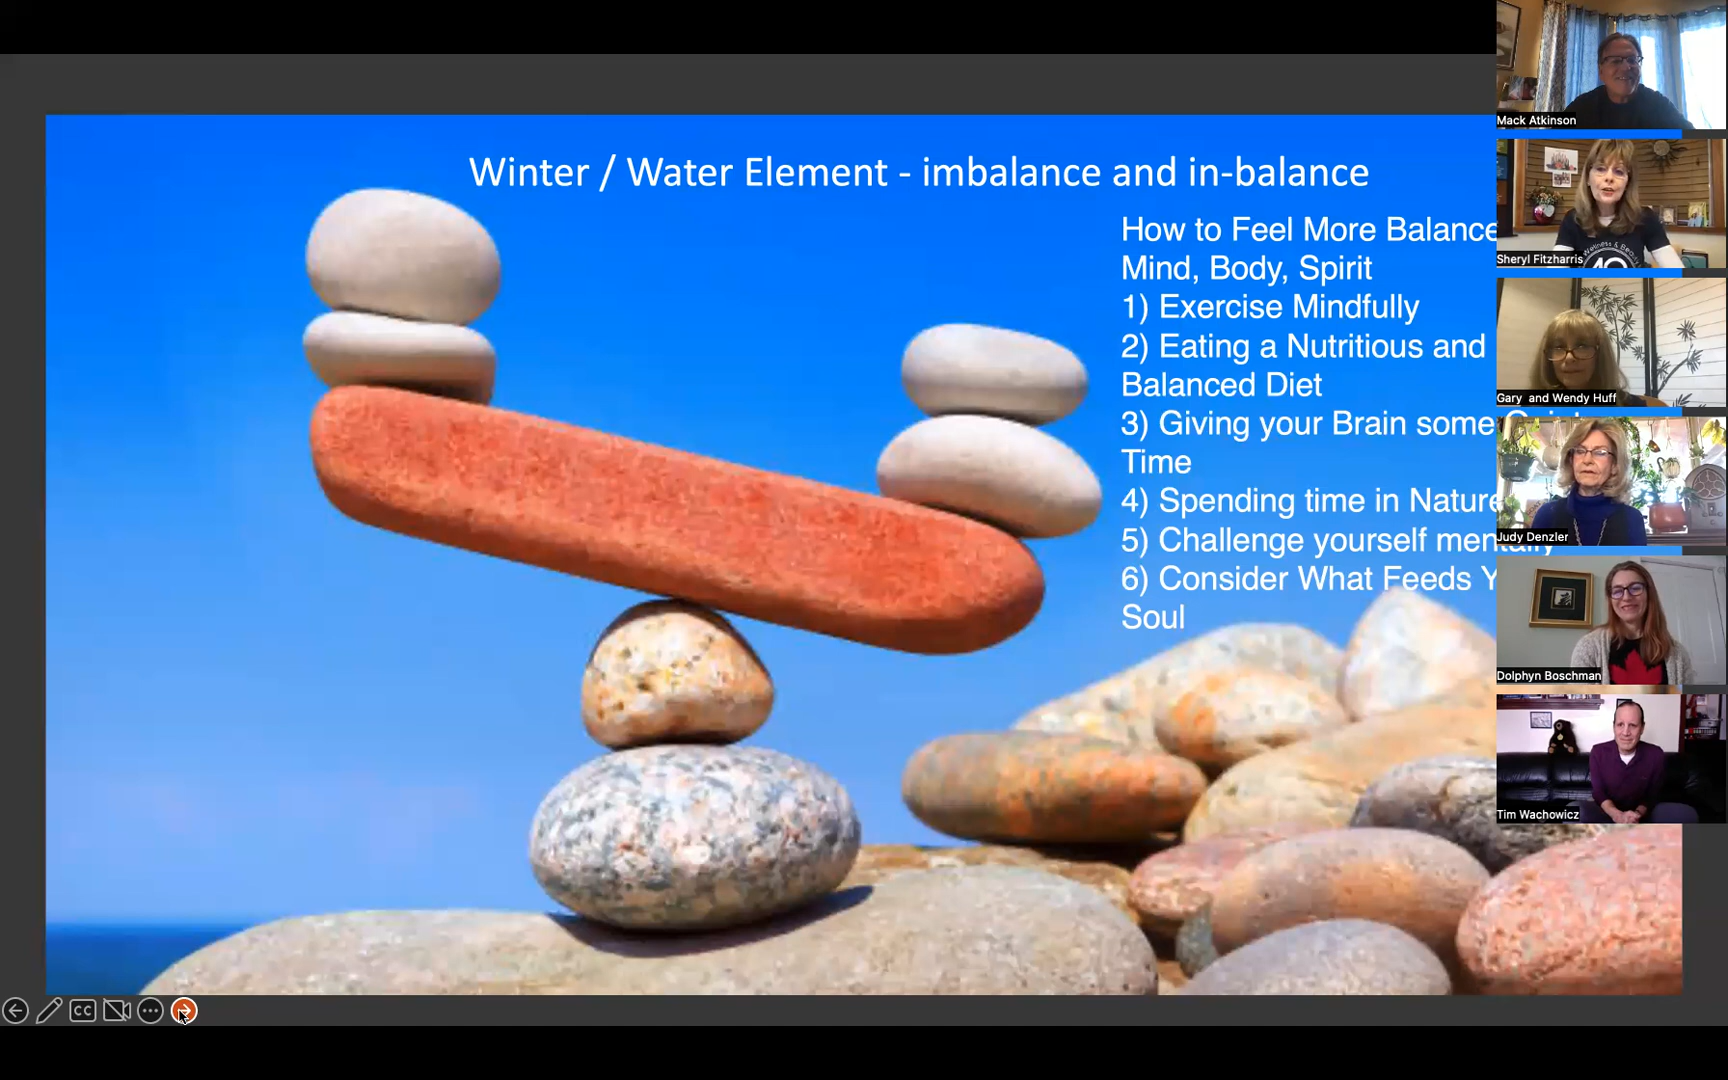 Winter / Water Element - imbalance and in-balance
How to Feel More Balance
Mind, Body, Spirit
1) Exercise Mindfully
2) Eating a Nutritious and
Balanced Diet
3) Giving your Brain some
Time
4) Spending time in Nature
5) Challenge yourself mentally
6) Consider What Feeds Y
Soul
Mack Atkinson
Sheryl Fitzharris
Gary and Wendy Huff
Judy Denzler
Dolphyn Boschman
Tim Wachowicz
CC